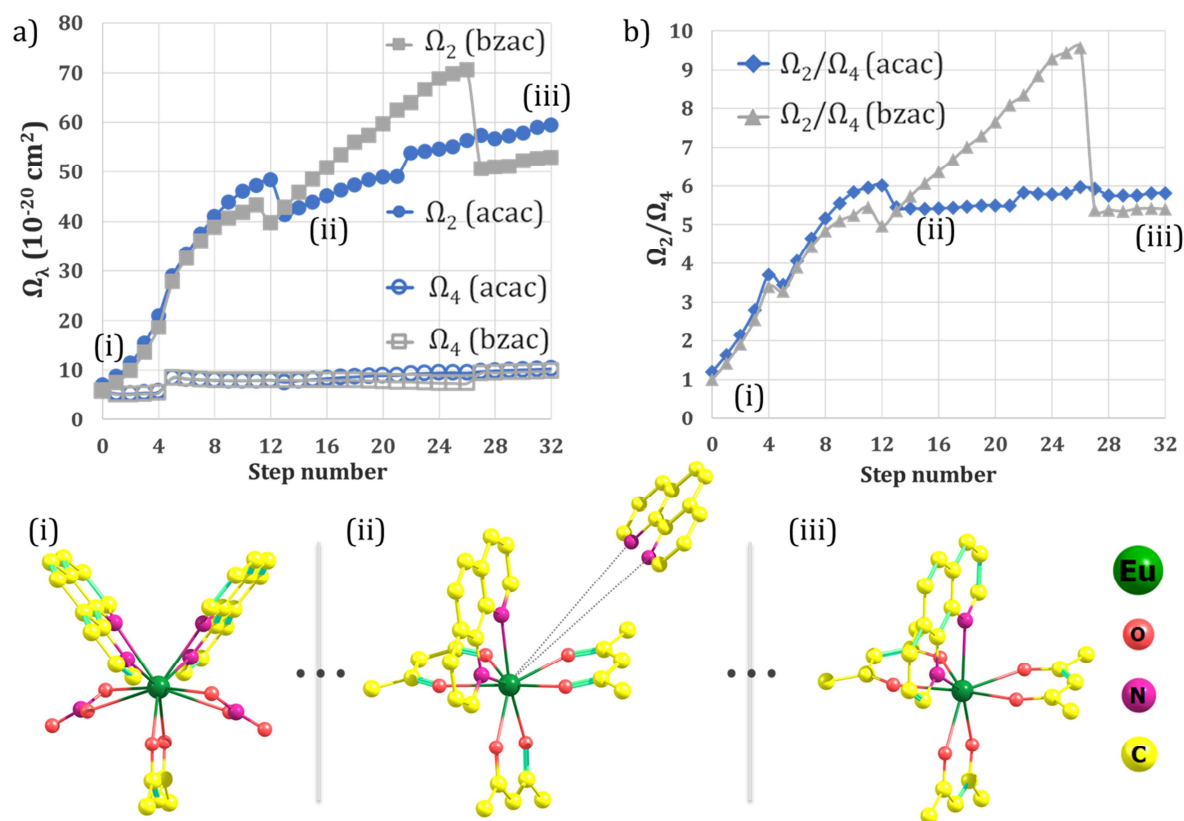 a)
80
70
60
50
40
30
20
10
0
Ωλ (10⁻²⁰ cm²)
Ω₂ (bzac)
Ω₂ (acac)
Ω₄ (acac)
Ω₄ (bzac)
(i)
(ii)
(iii)
0 4 8 12 16 20 24 28 32
Step number
b)
10
9
8
7
6
5
4
3
2
1
0
Ω₂/Ω₄
Ω₂/Ω₄ (acac)
Ω₂/Ω₄ (bzac)
(i)
(ii)
(iii)
0 4 8 12 16 20 24 28 32
Step number
(i)
(ii)
(iii)
Eu
O
N
C